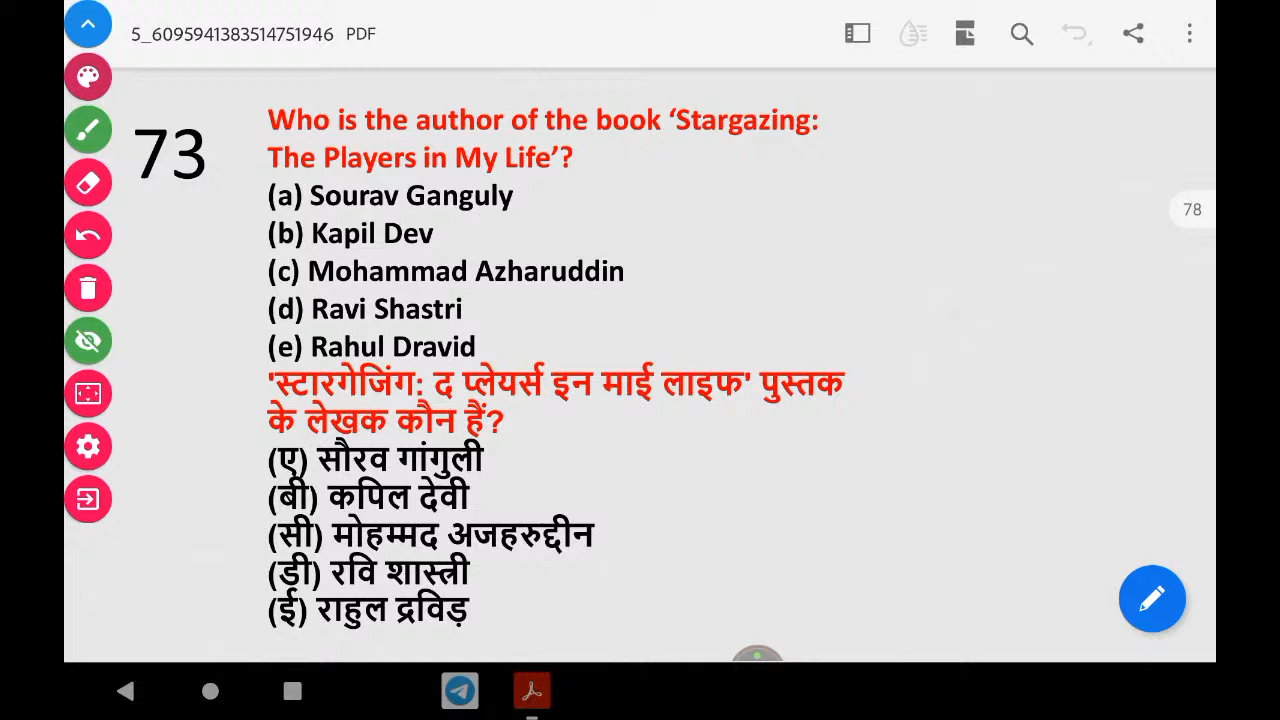 5_6095941383514751946 PDF
73
Who is the author of the book ‘Stargazing:
The Players in My Life’?
(a) Sourav Ganguly
(b) Kapil Dev
(c) Mohammad Azharuddin
(d) Ravi Shastri
(e) Rahul Dravid
78
'स्टारगेजिंग: द प्लेयर्स इन माई लाइफ' पुस्तक
के लेखक कौन हैं?
(ए) सौरव गांगुली
(बी) कपिल देवी
(सी) मोहम्मद अजहरुद्दीन
(डी) रवि शास्त्री
(ई) राहुल द्रविड़